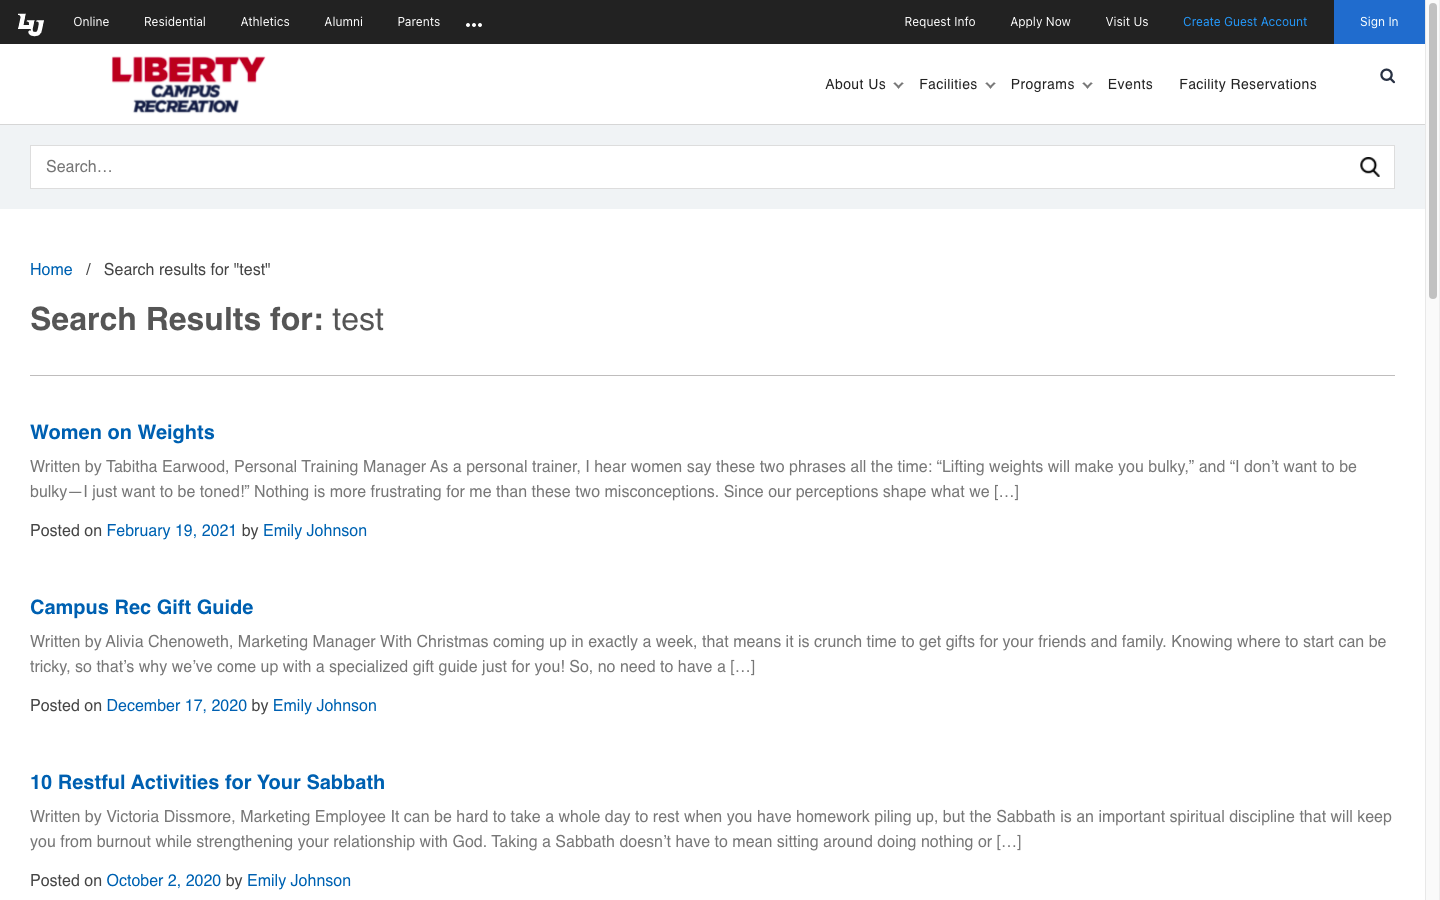 LU Online Residential Athletics Alumni Parents ••• Request Info Apply Now Visit Us Create Guest Account Sign In
LIBERTY
CAMPUS
RECREATION
About Us Facilities Programs Events Facility Reservations
Search…
Home / Search results for "test"
Search Results for: test
Women on Weights
Written by Tabitha Earwood, Personal Training Manager As a personal trainer, I hear women say these two phrases all the time: “Lifting weights will make you bulky,” and “I don’t want to be
bulky—I just want to be toned!” Nothing is more frustrating for me than these two misconceptions. Since our perceptions shape what we […]
Posted on February 19, 2021 by Emily Johnson
Campus Rec Gift Guide
Written by Alivia Chenoweth, Marketing Manager With Christmas coming up in exactly a week, that means it is crunch time to get gifts for your friends and family. Knowing where to start can be
tricky, so that’s why we’ve come up with a specialized gift guide just for you! So, no need to have a […]
Posted on December 17, 2020 by Emily Johnson
10 Restful Activities for Your Sabbath
Written by Victoria Dissmore, Marketing Employee It can be hard to take a whole day to rest when you have homework piling up, but the Sabbath is an important spiritual discipline that will keep
you from burnout while strengthening your relationship with God. Taking a Sabbath doesn’t have to mean sitting around doing nothing or […]
Posted on October 2, 2020 by Emily Johnson